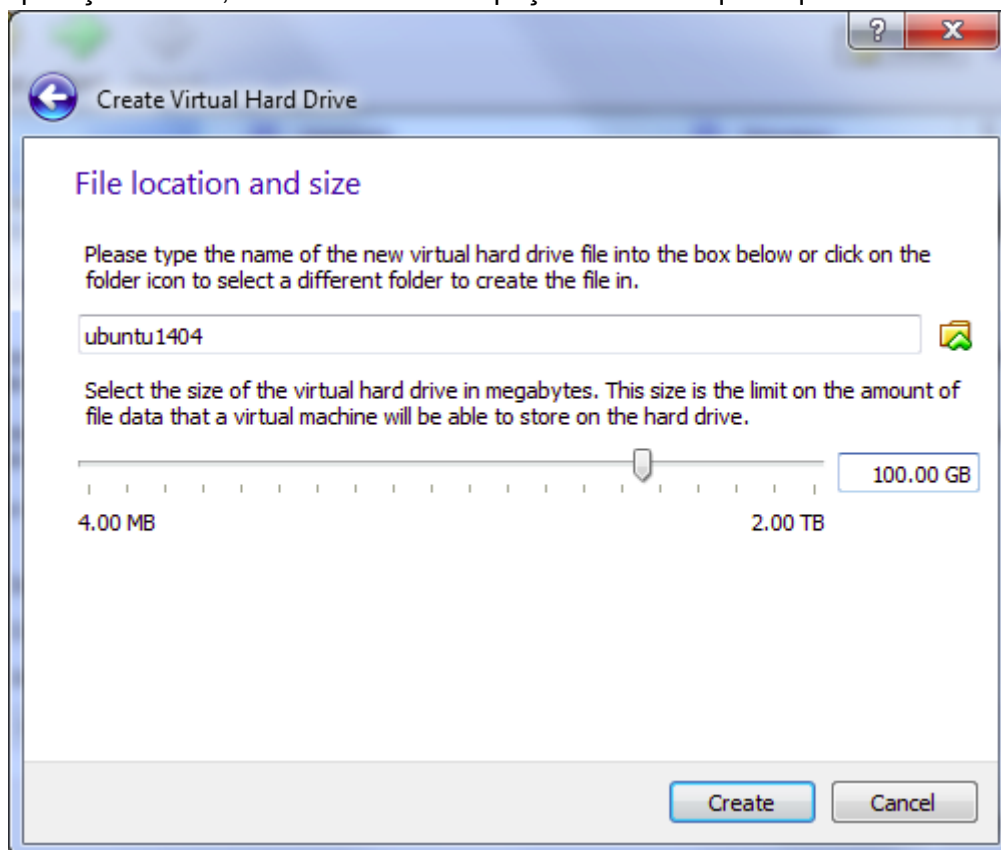 ?
x
Create Virtual Hard Drive
File location and size
Please type the name of the new virtual hard drive file into the box below or click on the
folder icon to select a different folder to create the file in.
ubuntu1404
Select the size of the virtual hard drive in megabytes. This size is the limit on the amount of
file data that a virtual machine will be able to store on the hard drive.
100.00 GB
4.00 MB
2.00 TB
Create
Cancel